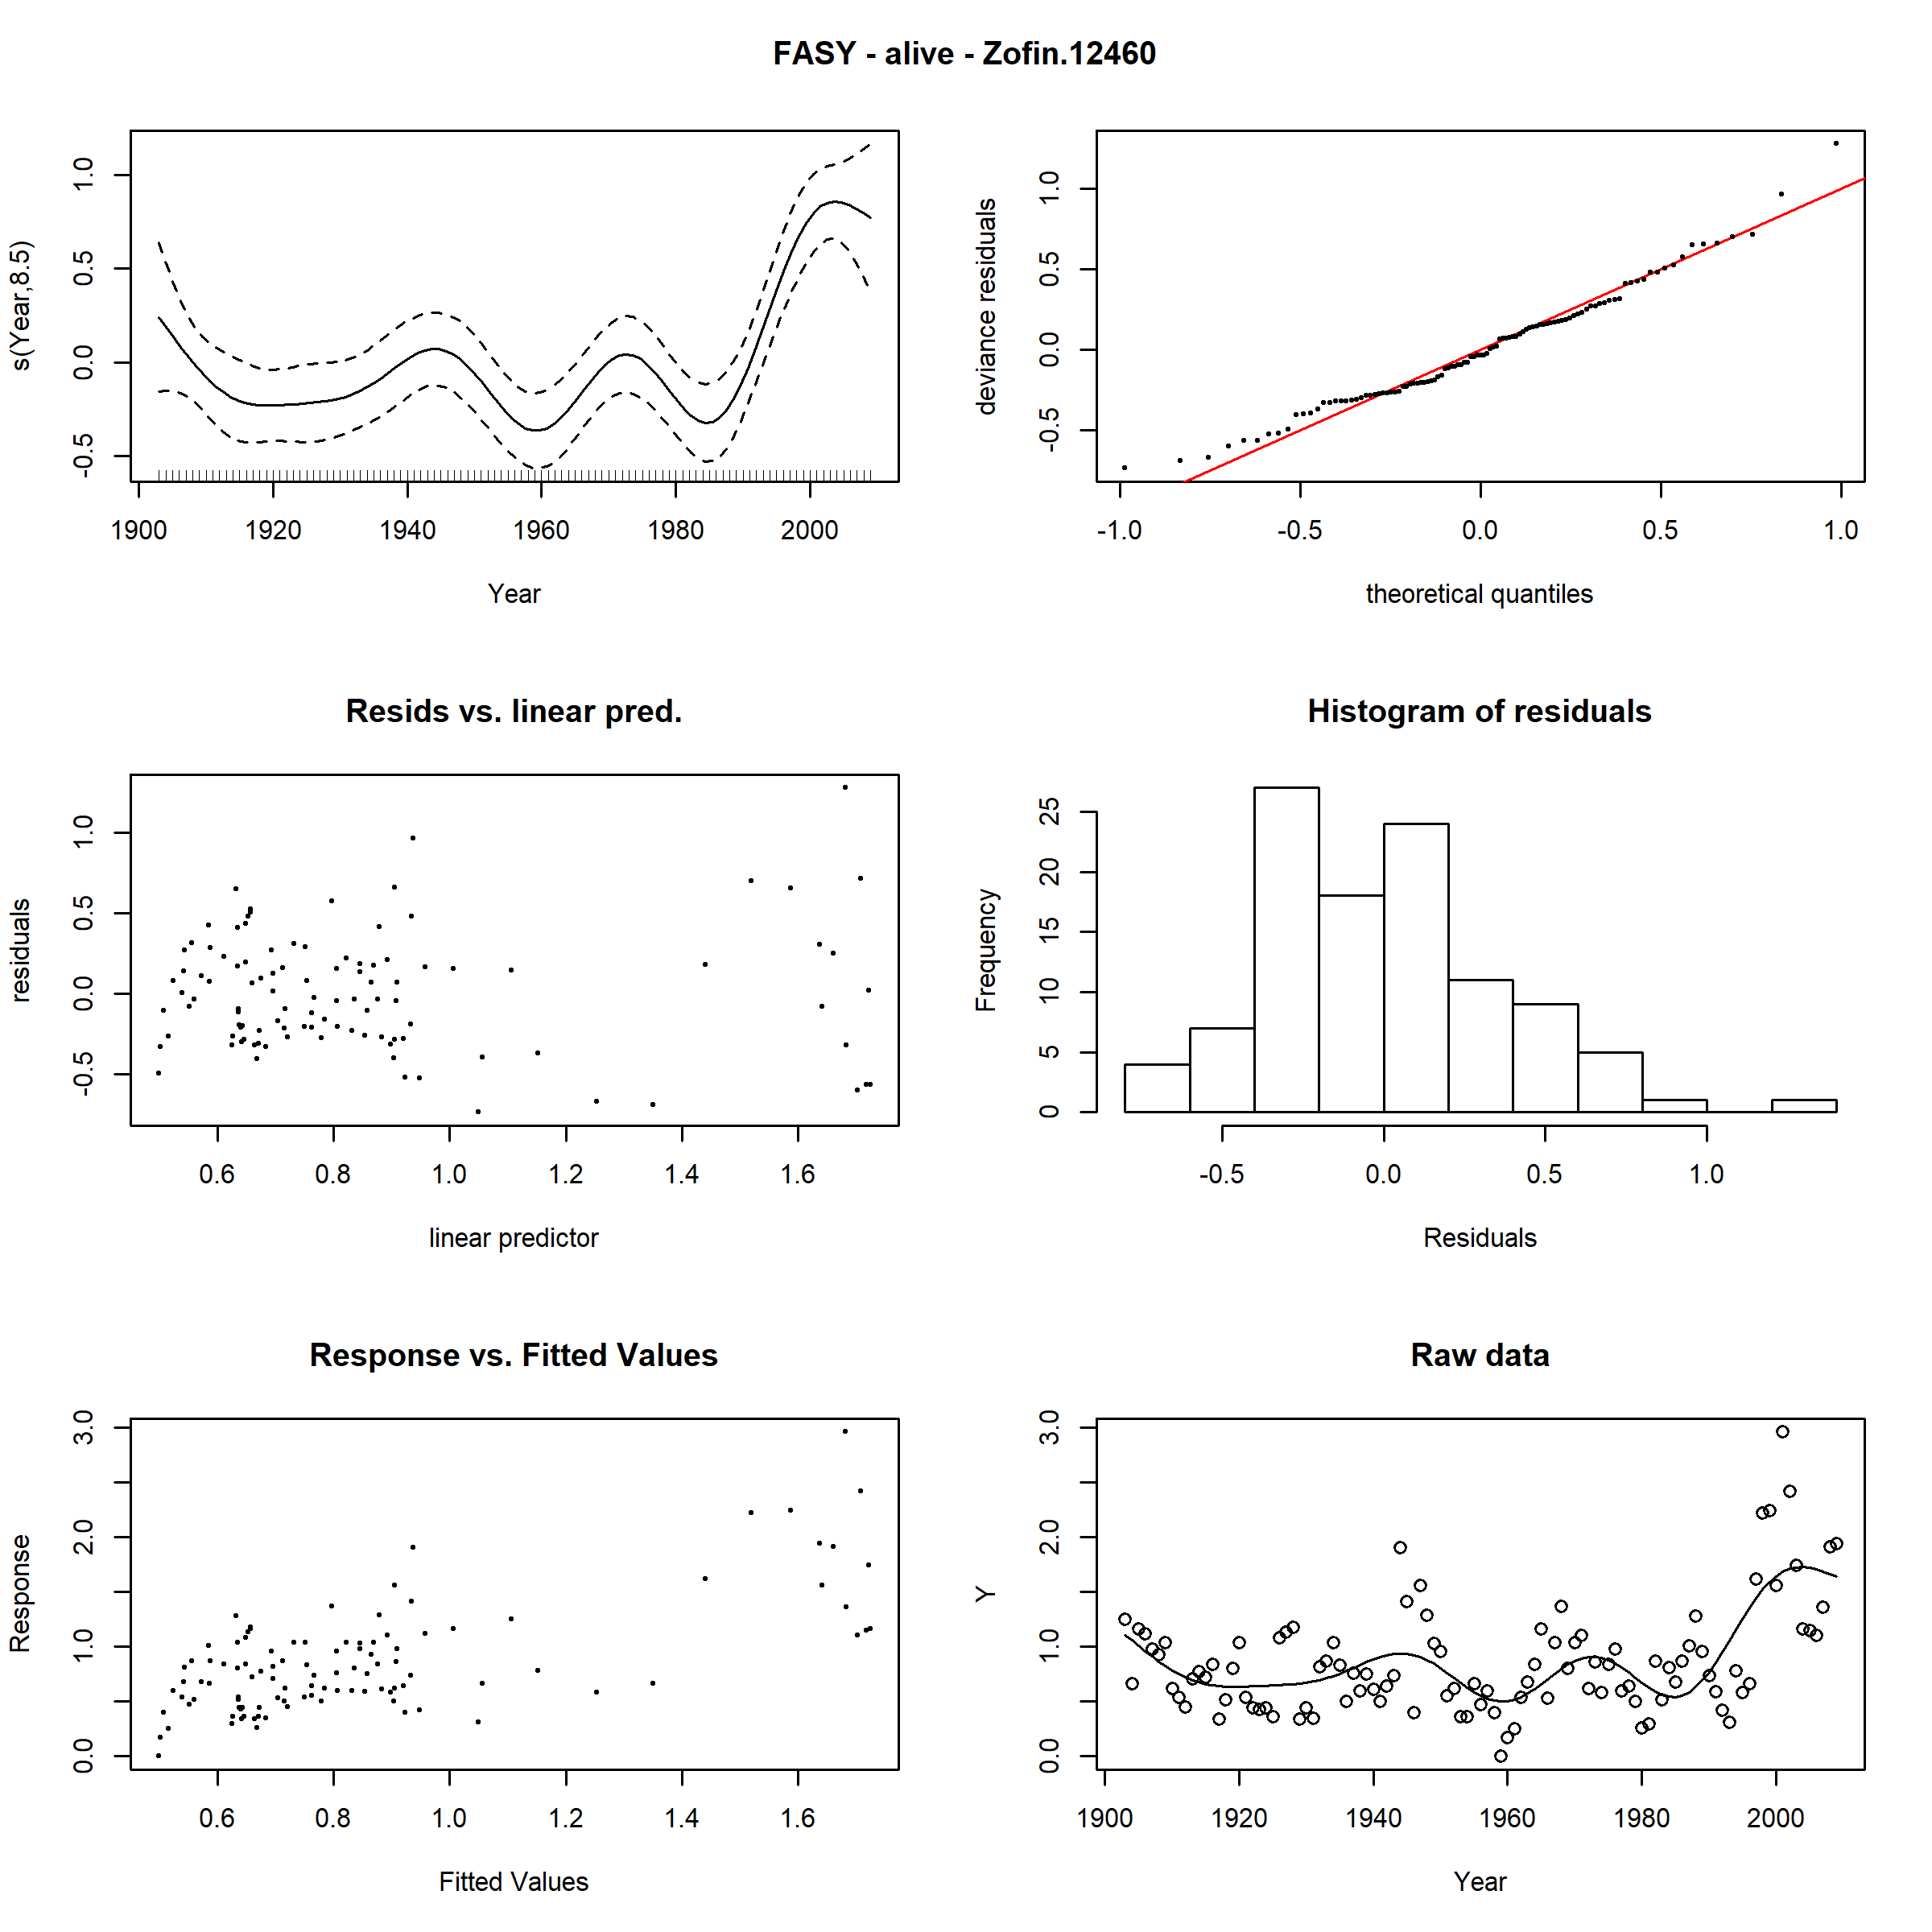 FASY - alive - Zofin.12460
s(Year,8.5)
-0.5 0.0 0.5 1.0
1900 1920 1940 1960 1980 2000
Year
deviance residuals
-0.5 0.0 0.5 1.0
-1.0 -0.5 0.0 0.5 1.0
theoretical quantiles
Resids vs. linear pred.
residuals
-0.5 0.0 0.5 1.0
0.6 0.8 1.0 1.2 1.4 1.6
linear predictor
Histogram of residuals
Frequency
0 5 10 15 20 25
-0.5 0.0 0.5 1.0
Residuals
Response vs. Fitted Values
Response
0.0 1.0 2.0 3.0
0.6 0.8 1.0 1.2 1.4 1.6
Fitted Values
Raw data
Y
0.0 1.0 2.0 3.0
1900 1920 1940 1960 1980 2000
Year